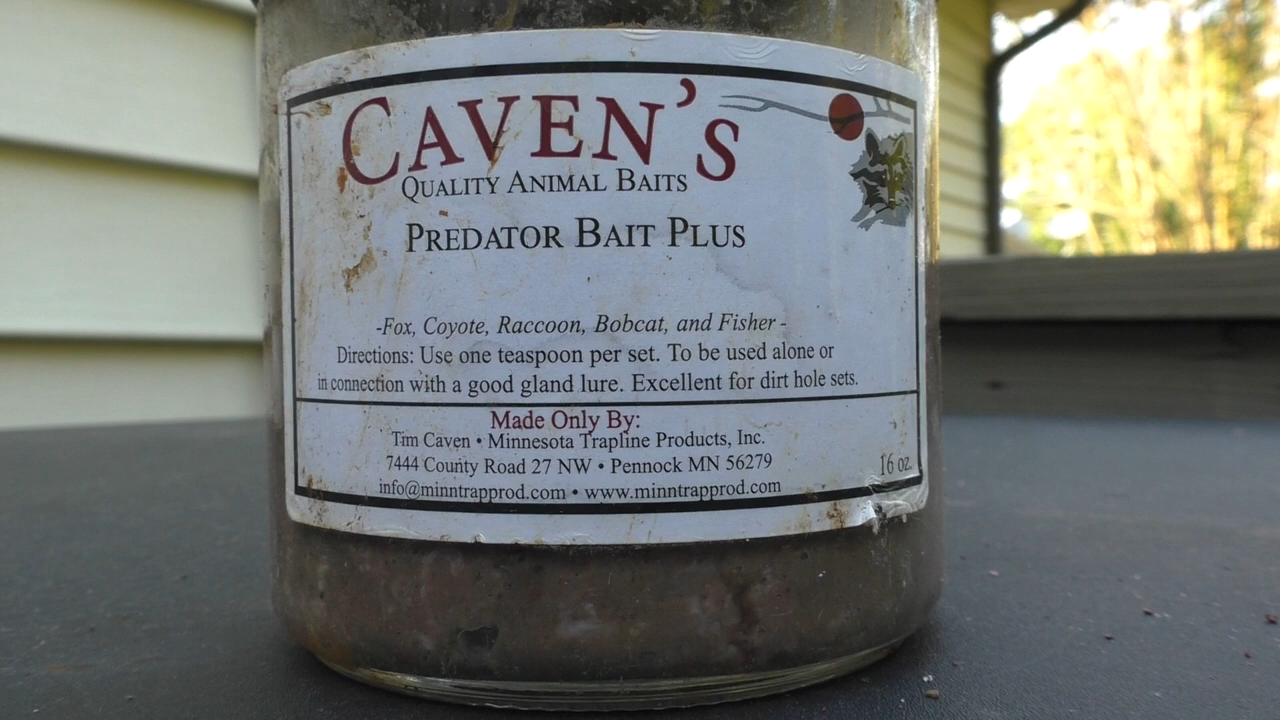 CAVEN'S
QUALITY ANIMAL BAITS
PREDATOR BAIT PLUS
-Fox, Coyote, Raccoon, Bobcat, and Fisher-
Directions: Use one teaspoon per set. To be used alone or
in connection with a good gland lure. Excellent for dirt hole sets.
Made Only By:
Tim Caven • Minnesota Trapline Products, Inc.
7444 County Road 27 NW • Pennock MN 56279
16 oz.
info@minntrapprod.com • www.minntrapprod.com